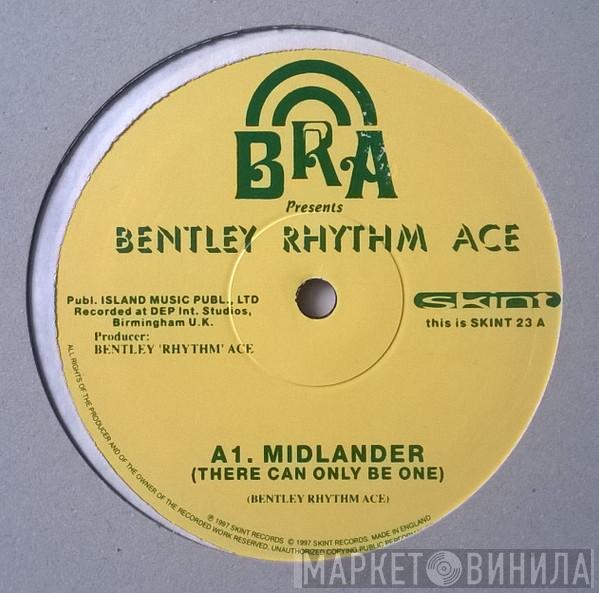 BRA
Presents
BENTLEY RHYTHM ACE
Publ. ISLAND MUSIC PUBL., LTD
Recorded at DEP Int. Studios,
Birmingham U.K.
Producer:
BENTLEY 'RHYTHM' ACE
Skint
this is SKINT 23 A
A1. MIDLANDER
(THERE CAN ONLY BE ONE)
(BENTLEY RHYTHM ACE)
ALL RIGHTS OF THE PRODUCER AND OF THE OWNER OF THE RECORDED WORK RESERVED. UNAUTHORIZED COPYING PUBLIC
℗ 1997 SKINT RECORDS © 1997 SKINT RECORDS. MADE IN ENGLAND
МАРКЕТ ВИНИЛА